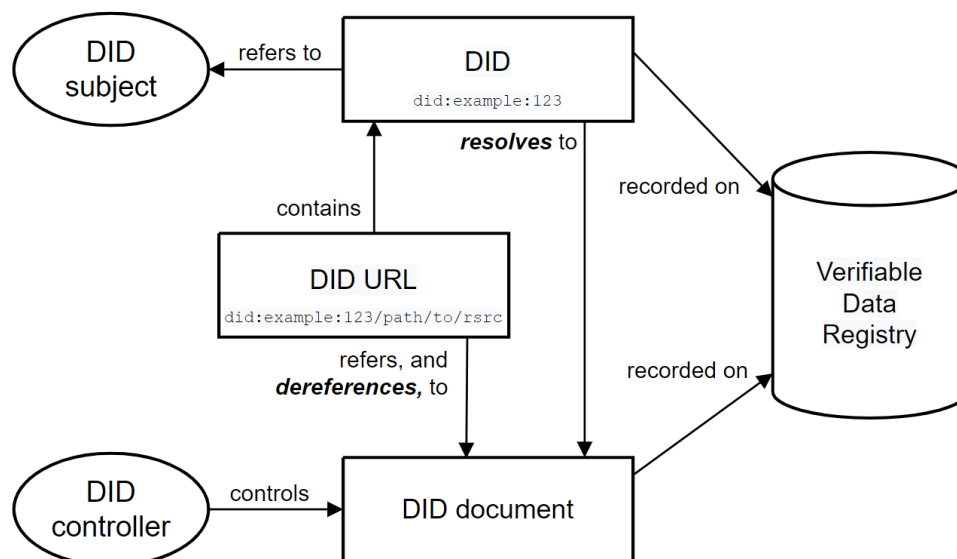 DID
subject
refers to
DID
did:example:123
resolves to
recorded on
contains
DID URL
did:example:123/path/to/rsrc
Verifiable
Data
Registry
refers, and
dereferences, to
recorded on
DID
controller
controls
DID document